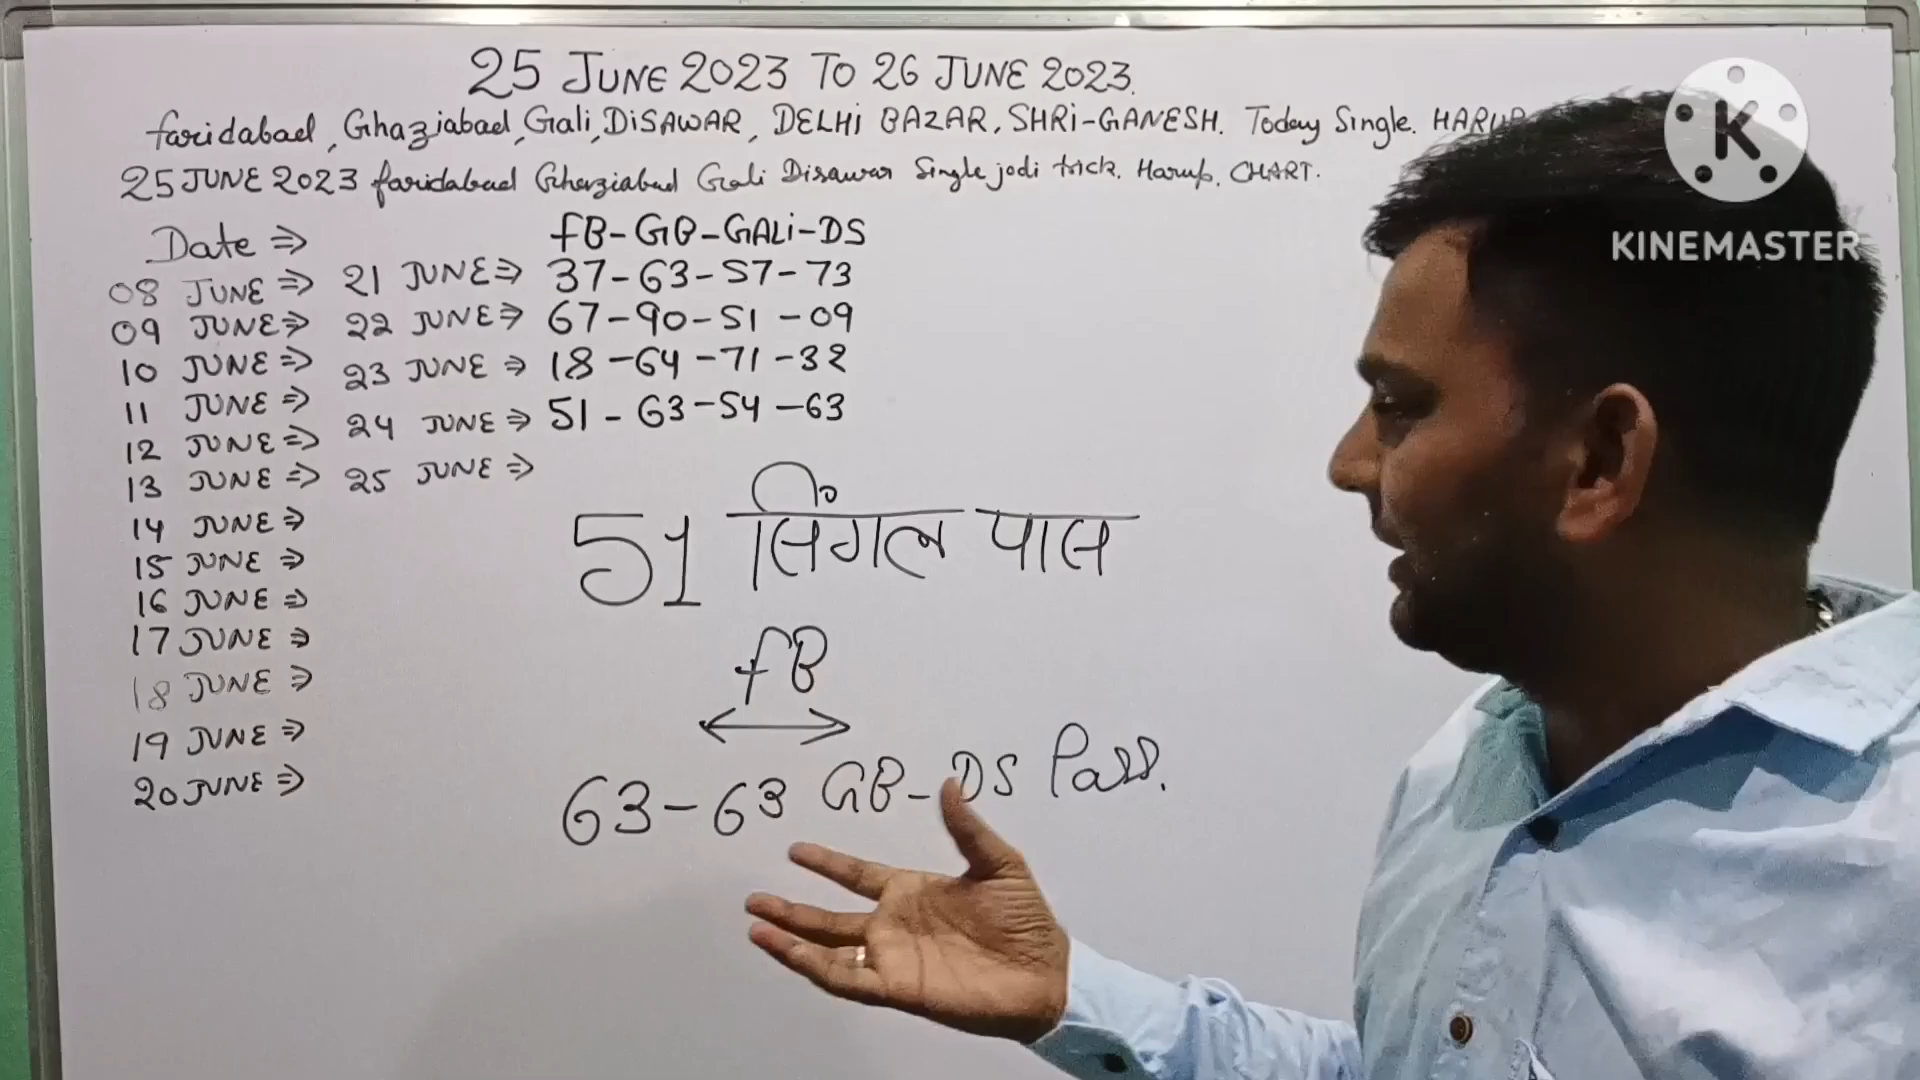 25 JUNE 2023 TO 26 JUNE 2023.
faridabad, Ghaziabad, Gali, DISAWAR, DELHI BAZAR, SHRI-GANESH. Today Single. HARUP
25 JUNE 2023 faridabad Ghaziabad Gali Disawar Single jodi trick. Harup. CHART.
Date ⇒ FB-GB-GALI-DS
08 JUNE ⇒ 21 JUNE ⇒ 37-63-57-73
09 JUNE ⇒ 22 JUNE ⇒ 67-90-51-09
10 JUNE ⇒ 23 JUNE ⇒ 18-64-71-32
11 JUNE ⇒ 24 JUNE ⇒ 51-63-54-63
12 JUNE ⇒ 25 JUNE ⇒
13 JUNE ⇒
14 JUNE ⇒
15 JUNE ⇒
16 JUNE ⇒
17 JUNE ⇒
18 JUNE ⇒
19 JUNE ⇒
20 JUNE ⇒
51 सिंगल पास
FB
63-63 GB-DS Pass.
K
KINEMASTER